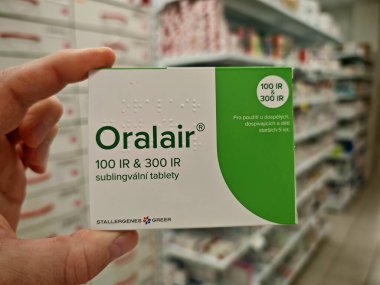 Oralair®
100 IR & 300 IR
sublingvální tablety
100 IR
&
300 IR
Pro použití u dospělých,
dospívajících a dětí
starších 5 let.
STALLERGENES GREER